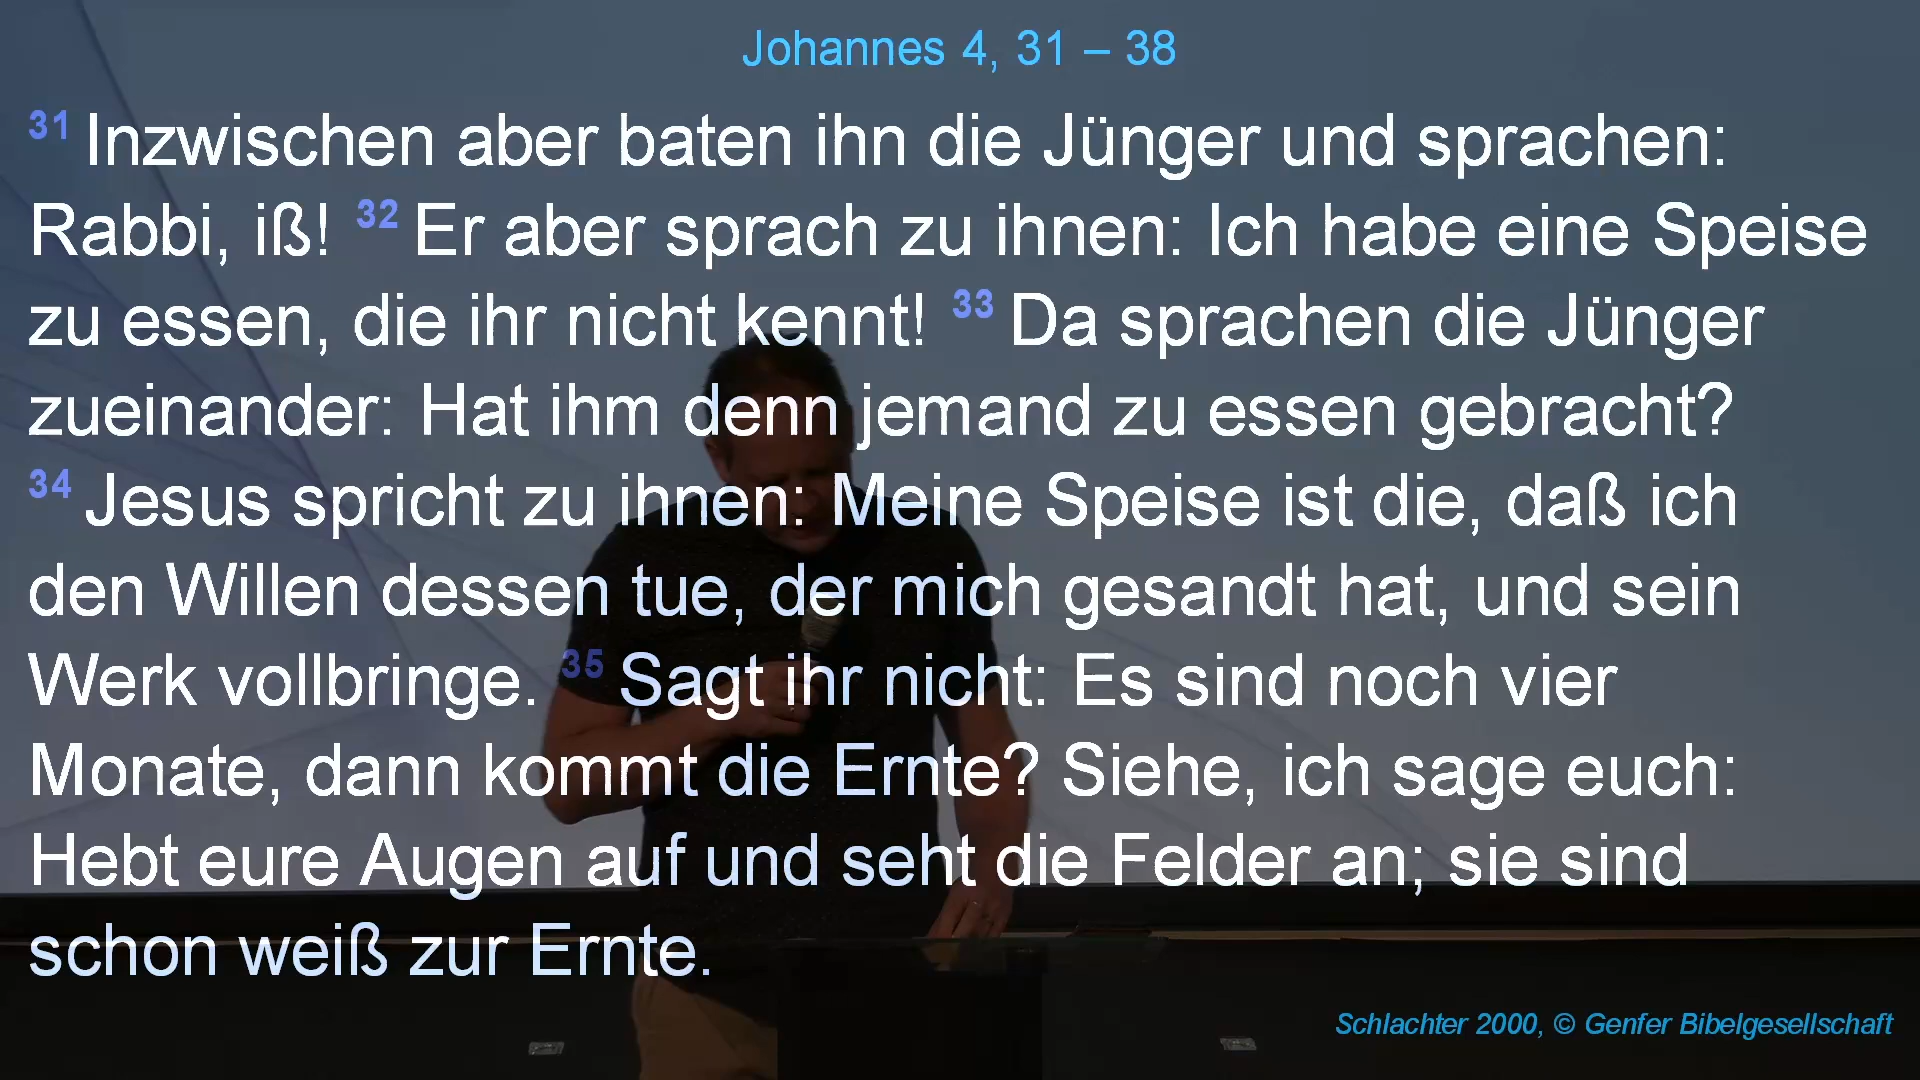 Johannes 4, 31 – 38
31 Inzwischen aber baten ihn die Jünger und sprachen:
Rabbi, iß! 32 Er aber sprach zu ihnen: Ich habe eine Speise
zu essen, die ihr nicht kennt! 33 Da sprachen die Jünger
zueinander: Hat ihm denn jemand zu essen gebracht?
34 Jesus spricht zu ihnen: Meine Speise ist die, daß ich
den Willen dessen tue, der mich gesandt hat, und sein
Werk vollbringe. 35 Sagt ihr nicht: Es sind noch vier
Monate, dann kommt die Ernte? Siehe, ich sage euch:
Hebt eure Augen auf und seht die Felder an; sie sind
schon weiß zur Ernte.
Schlachter 2000, © Genfer Bibelgesellschaft